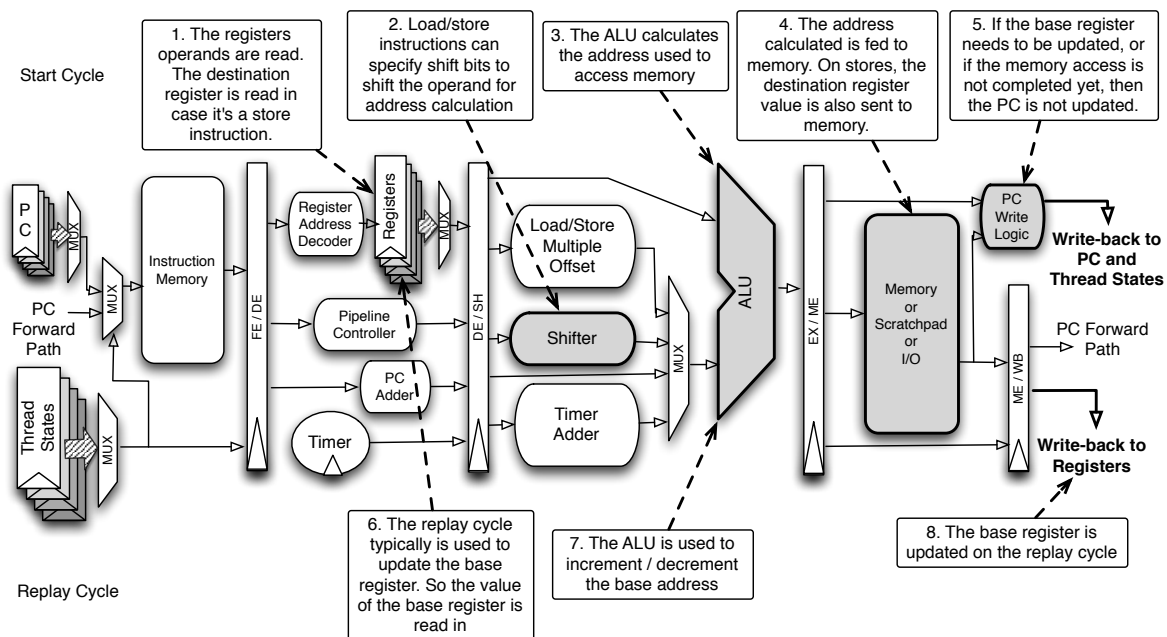 Start Cycle
1. The registers
operands are read.
The destination
register is read in
case it's a store
instruction.
2. Load/store
instructions can
specify shift bits to
shift the operand for
address calculation
3. The ALU calculates
the address used to
access memory
4. The address
calculated is fed to
memory. On stores, the
destination register
value is also sent to
memory.
5. If the base register
needs to be updated, or
if the memory access is
not completed yet, then
the PC is not updated.
P
C
MUX
MUX
PC
Forward
Path
Thread
States
MUX
Instruction
Memory
FE / DE
Register
Address
Decoder
Registers
MUX
Pipeline
Controller
PC
Adder
Timer
DE / SH
Load/Store
Multiple
Offset
Shifter
Timer
Adder
MUX
ALU
EX / ME
Memory
or
Scratchpad
or
I/O
PC
Write
Logic
Write-back to
PC and
Thread States
ME / WB
PC Forward
Path
Write-back to
Registers
Replay Cycle
6. The replay cycle
typically is used to
update the base
register. So the value
of the base register is
read in
7. The ALU is used to
increment / decrement
the base address
8. The base register is
updated on the replay cycle